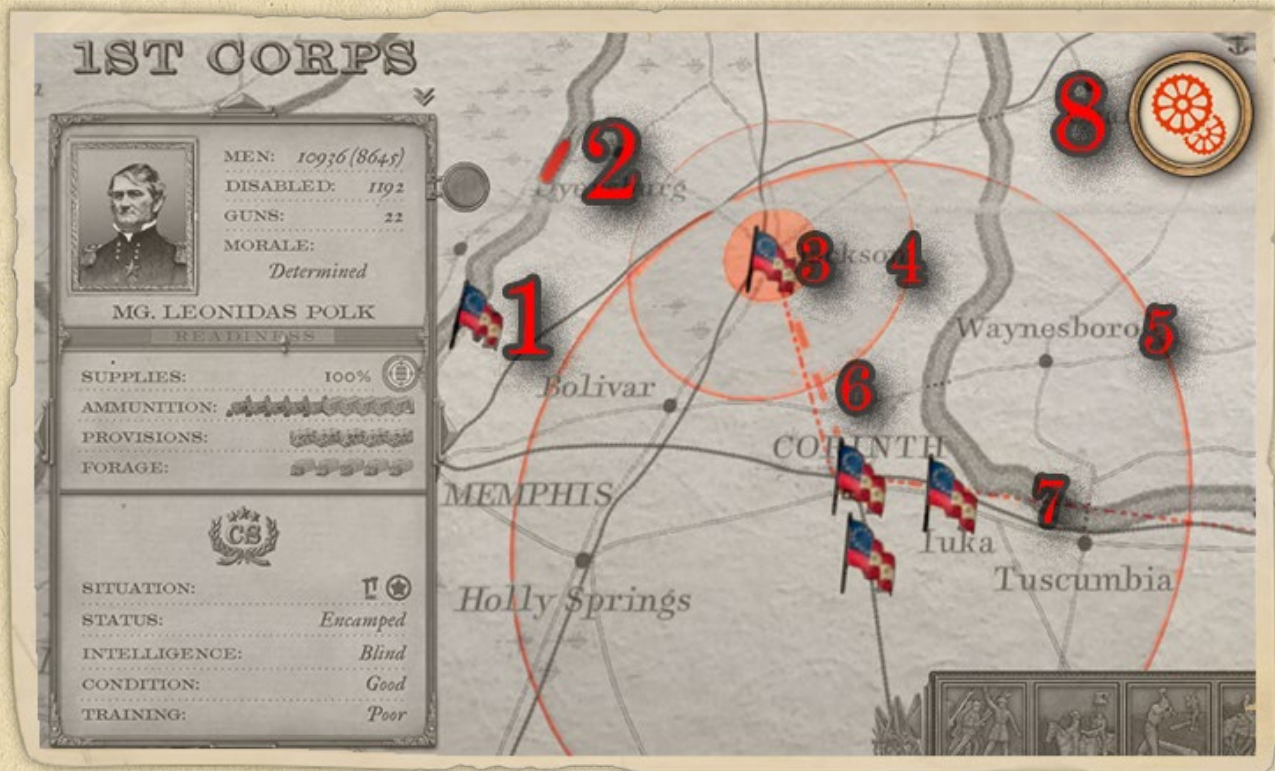 1ST CORPS
MEN: 10936 (8645)
DISABLED: 1192
GUNS: 22
MORALE:
Determined
MG. LEONIDAS POLK
READINESS
SUPPLIES: 100%
AMMUNITION:
PROVISIONS:
FORAGE:
CS
SITUATION:
STATUS: Encamped
INTELLIGENCE: Blind
CONDITION: Good
TRAINING: Poor
8
2
3
4
Waynesboro
5
1
Bolivar
6
CORINTH
MEMPHIS
7
Iuka
Tuscumbia
Holly Springs